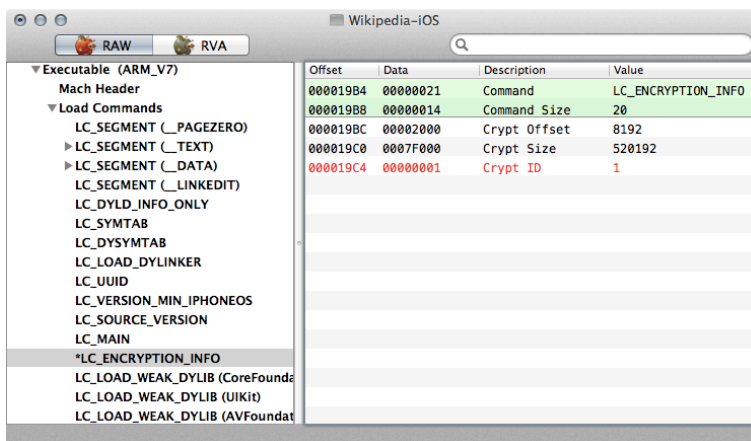 Wikipedia-iOS
RAW RVA
Executable (ARM_V7)
Mach Header
Load Commands
LC_SEGMENT (__PAGEZERO)
LC_SEGMENT (__TEXT)
LC_SEGMENT (__DATA)
LC_SEGMENT (__LINKEDIT)
LC_DYLD_INFO_ONLY
LC_SYMTAB
LC_DYSYMTAB
LC_LOAD_DYLINKER
LC_UUID
LC_VERSION_MIN_IPHONEOS
LC_SOURCE_VERSION
LC_MAIN
*LC_ENCRYPTION_INFO
LC_LOAD_WEAK_DYLIB (CoreFounda
LC_LOAD_WEAK_DYLIB (UIKit)
LC_LOAD_WEAK_DYLIB (AVFoundat
Offset Data Description Value
000019B4 00000021 Command LC_ENCRYPTION_INFO
000019B8 00000014 Command Size 20
000019BC 00002000 Crypt Offset 8192
000019C0 0007F000 Crypt Size 520192
000019C4 00000001 Crypt ID 1